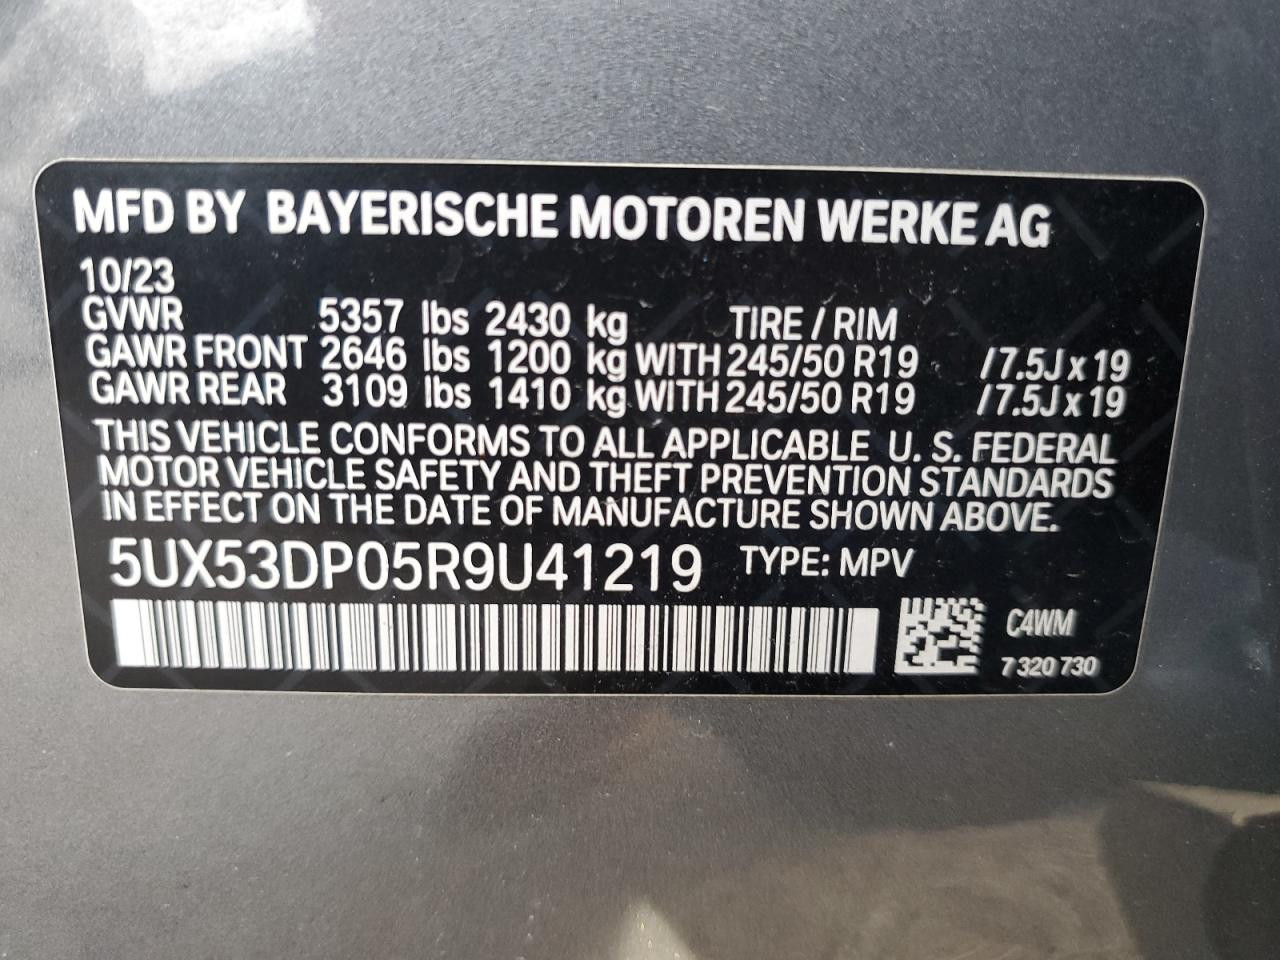 MFD BY BAYERISCHE MOTOREN WERKE AG
10/23
GVWR 5357 lbs 2430 kg TIRE / RIM
GAWR FRONT 2646 lbs 1200 kg WITH 245/50 R19 /7.5J x 19
GAWR REAR 3109 lbs 1410 kg WITH 245/50 R19 /7.5J x 19
THIS VEHICLE CONFORMS TO ALL APPLICABLE U. S. FEDERAL
MOTOR VEHICLE SAFETY AND THEFT PREVENTION STANDARDS
IN EFFECT ON THE DATE OF MANUFACTURE SHOWN ABOVE.
5UX53DP05R9U41219 TYPE: MPV
C4WM
7 320 730